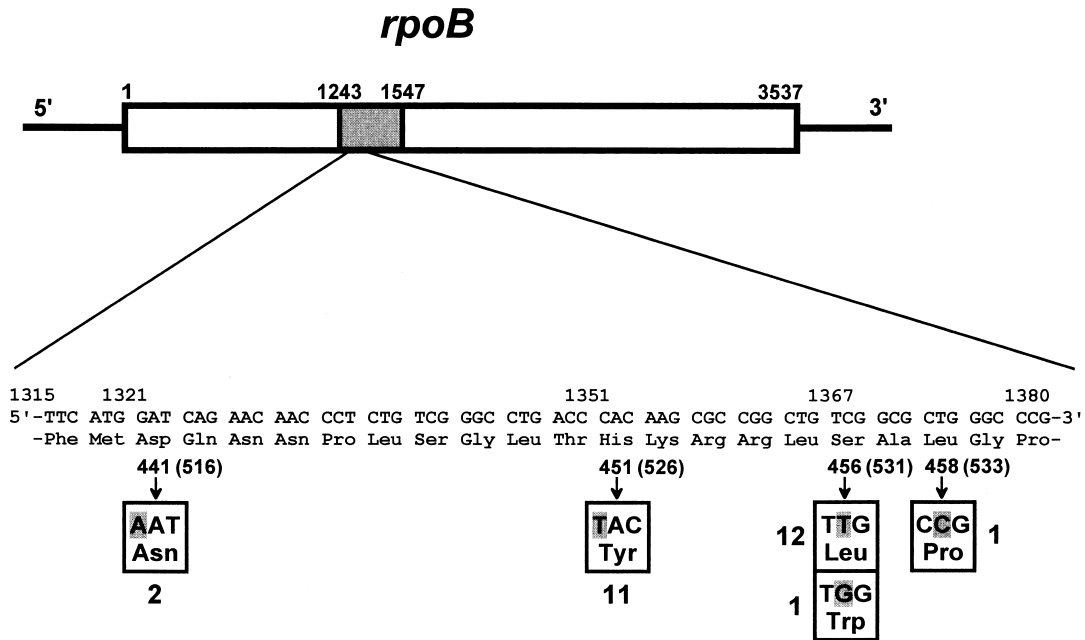 rpoB
5' 1 1243 1547 3537 3'
1315 1321 1351 1367 1380
5'-TTC ATG GAT CAG AAC AAC CCT CTG TCG GGC CTG ACC CAC AAG CGC CGG CTG TCG GCG CTG GGC CCG-3'
-Phe Met Asp Gln Asn Asn Pro Leu Ser Gly Leu Thr His Lys Arg Arg Leu Ser Ala Leu Gly Pro-
441 (516) 451 (526) 456 (531) 458 (533)
AAT TAC TTG CCG
Asn Tyr 12 Leu Pro 1
2 11
TGG
1 Trp